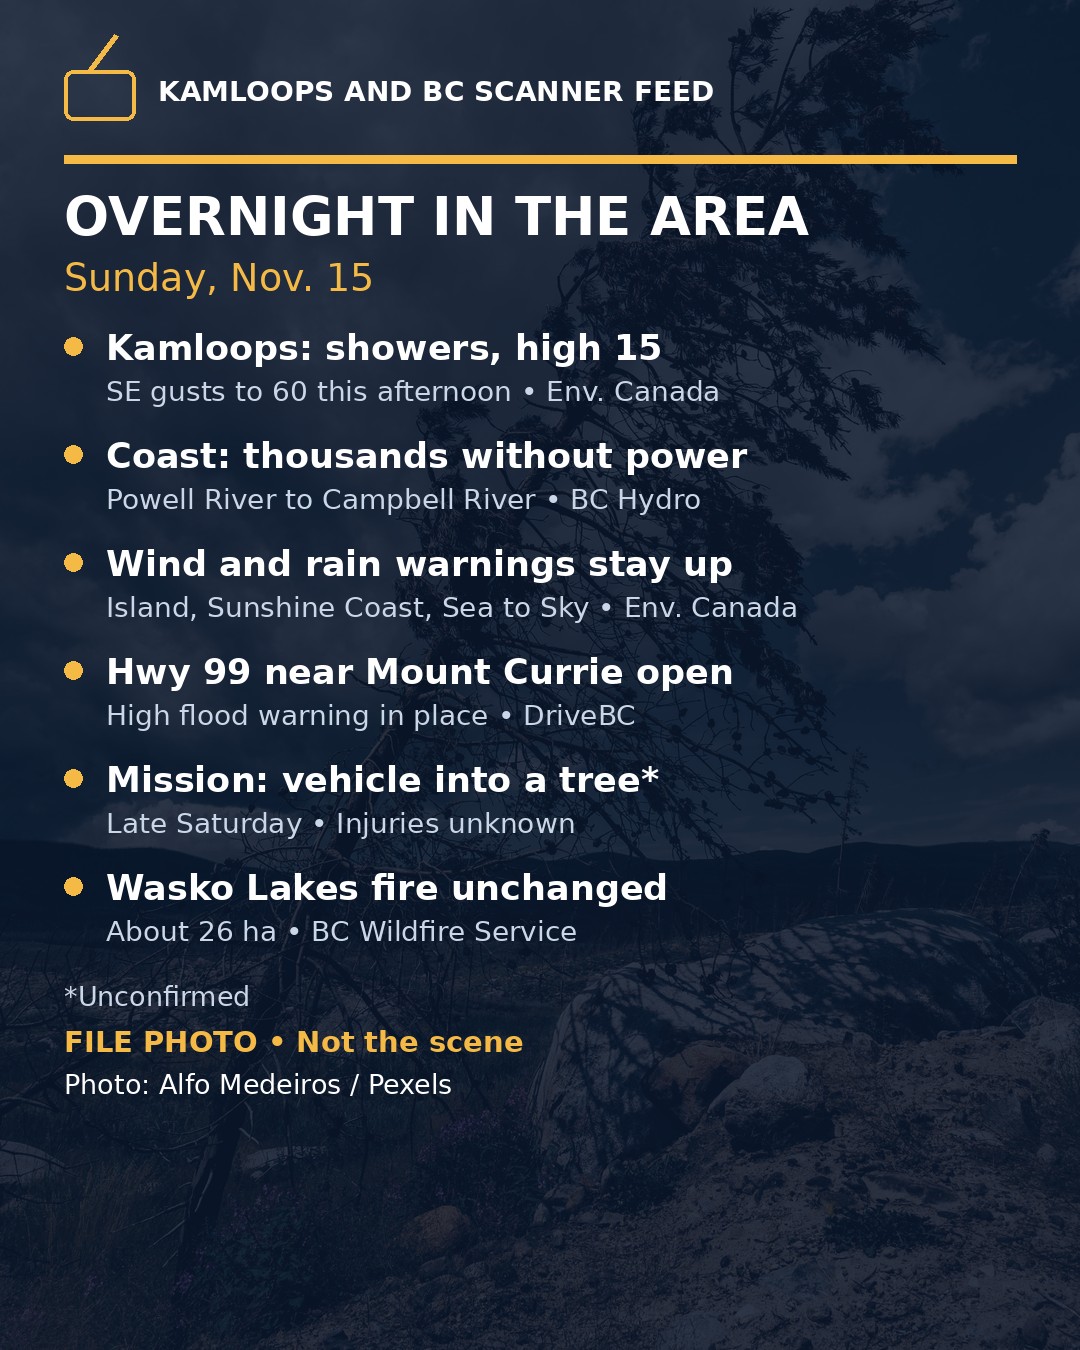 KAMLOOPS AND BC SCANNER FEED
OVERNIGHT IN THE AREA
Sunday, Nov. 15
Kamloops: showers, high 15
SE gusts to 60 this afternoon • Env. Canada
Coast: thousands without power
Powell River to Campbell River • BC Hydro
Wind and rain warnings stay up
Island, Sunshine Coast, Sea to Sky • Env. Canada
Hwy 99 near Mount Currie open
High flood warning in place • DriveBC
Mission: vehicle into a tree*
Late Saturday • Injuries unknown
Wasko Lakes fire unchanged
About 26 ha • BC Wildfire Service
*Unconfirmed
FILE PHOTO • Not the scene
Photo: Alfo Medeiros / Pexels